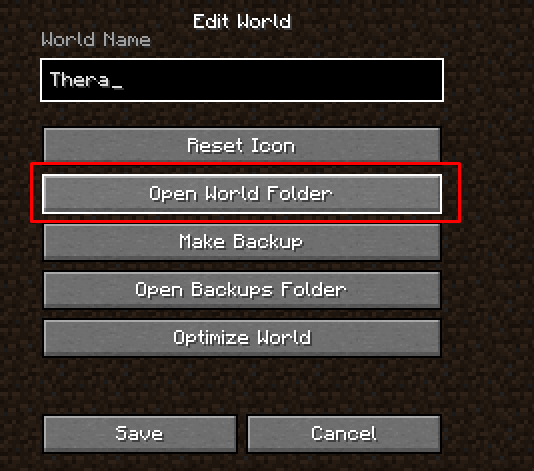 Edit World
World Name
Thera_
Reset Icon
Open World Folder
Make Backup
Open Backups Folder
Optimize World
Save
Cancel